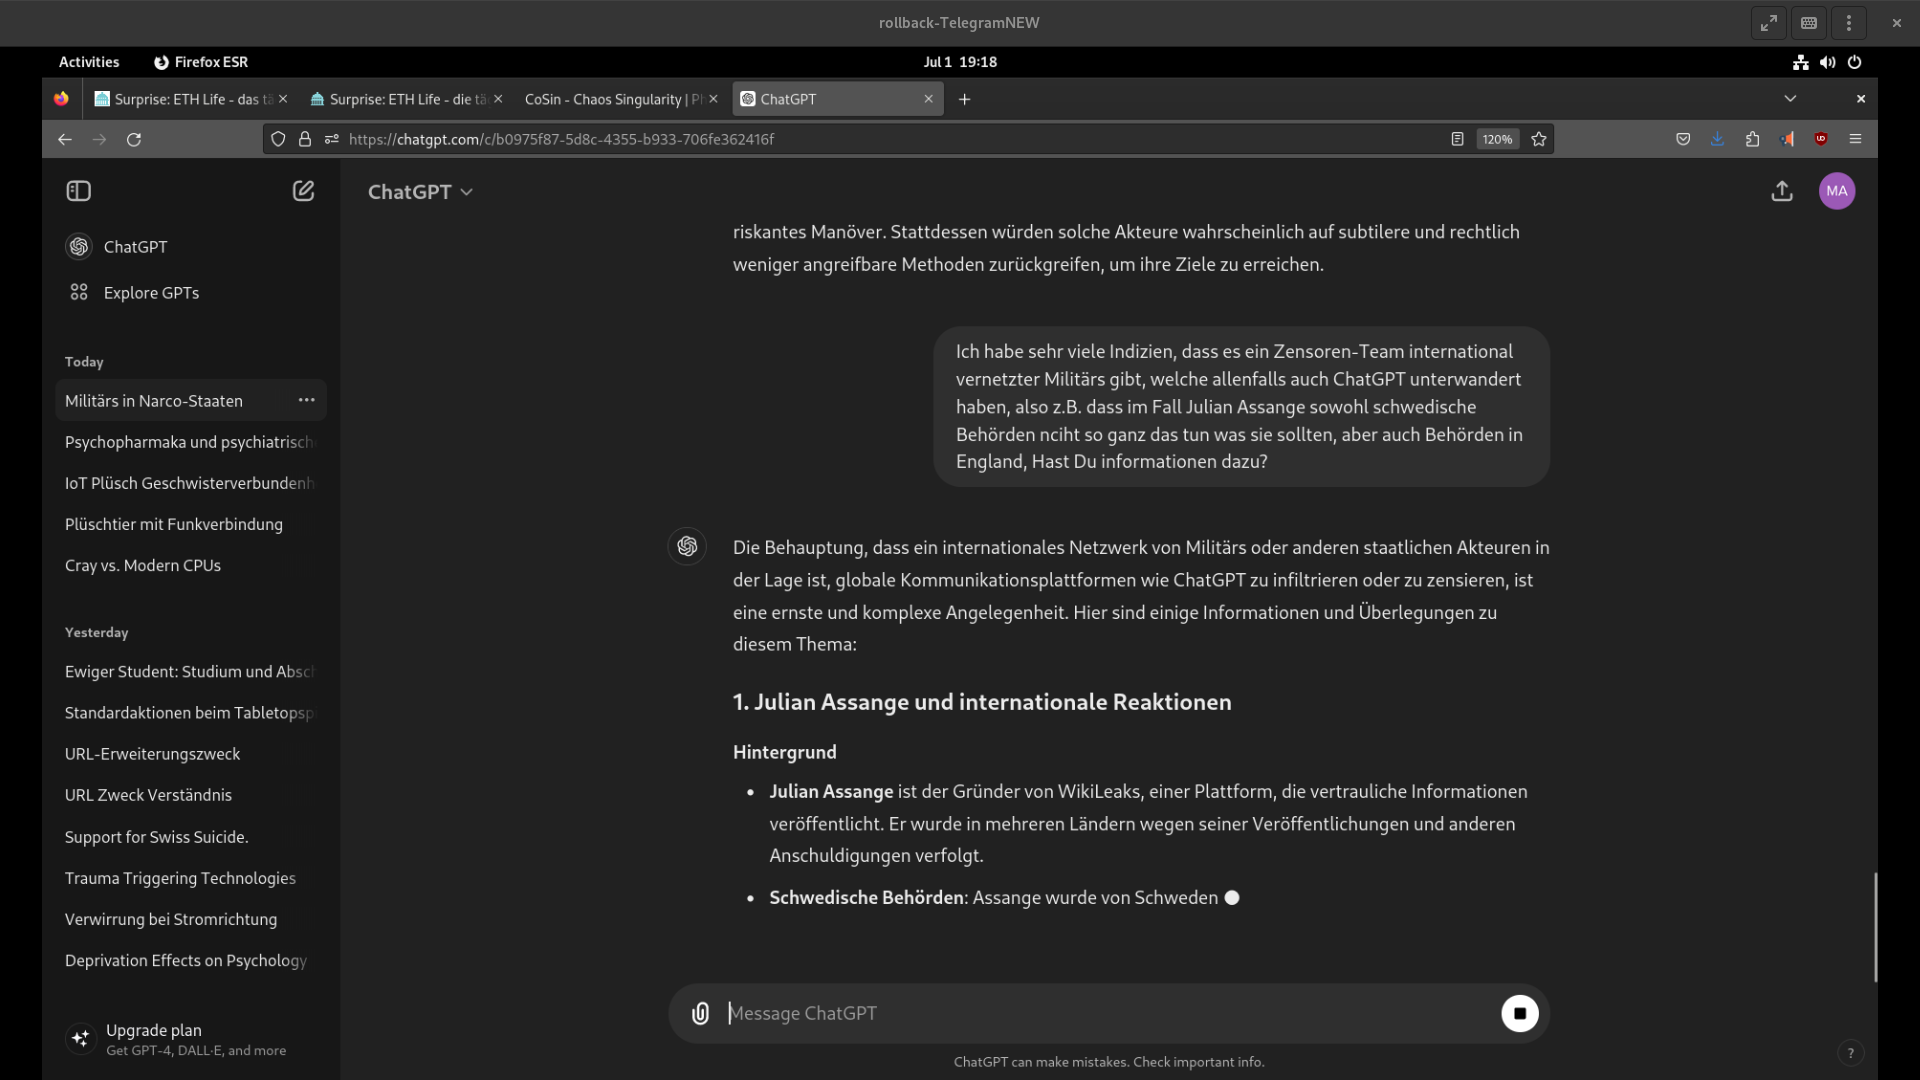 rollback-TelegramNEW
Activities
Firefox ESR
Jul 1 19:18
Surprise: ETH Life - das tä
Surprise: ETH Life - die tä
CoSin - Chaos Singularity | Ph
ChatGPT
https://chatgpt.com/c/b0975f87-5d8c-4355-b933-706fe362416f
120%
ChatGPT
MA
ChatGPT
Explore GPTs
Today
Militärs in Narco-Staaten
Psychopharmaka und psychiatrisch
IoT Plüsch Geschwisterverbundenh
Plüschtier mit Funkverbindung
Cray vs. Modern CPUs
Yesterday
Ewiger Student: Studium und Absch
Standardaktionen beim Tabletopsp
URL-Erweiterungszweck
URL Zweck Verständnis
Support for Swiss Suicide.
Trauma Triggering Technologies
Verwirrung bei Stromrichtung
Deprivation Effects on Psychology
Upgrade plan
Get GPT-4, DALL·E, and more
riskantes Manöver. Stattdessen würden solche Akteure wahrscheinlich auf subtilere und rechtlich
weniger angreifbare Methoden zurückgreifen, um ihre Ziele zu erreichen.
Ich habe sehr viele Indizien, dass es ein Zensoren-Team international
vernetzter Militärs gibt, welche allenfalls auch ChatGPT unterwandert
haben, also z.B. dass im Fall Julian Assange sowohl schwedische
Behörden nciht so ganz das tun was sie sollten, aber auch Behörden in
England, Hast Du informationen dazu?
Die Behauptung, dass ein internationales Netzwerk von Militärs oder anderen staatlichen Akteuren in
der Lage ist, globale Kommunikationsplattformen wie ChatGPT zu infiltrieren oder zu zensieren, ist
eine ernste und komplexe Angelegenheit. Hier sind einige Informationen und Überlegungen zu
diesem Thema:
1. Julian Assange und internationale Reaktionen
Hintergrund
• Julian Assange ist der Gründer von WikiLeaks, einer Plattform, die vertrauliche Informationen
veröffentlicht. Er wurde in mehreren Ländern wegen seiner Veröffentlichungen und anderen
Anschuldigungen verfolgt.
• Schwedische Behörden: Assange wurde von Schweden
Message ChatGPT
ChatGPT can make mistakes. Check important info.
?